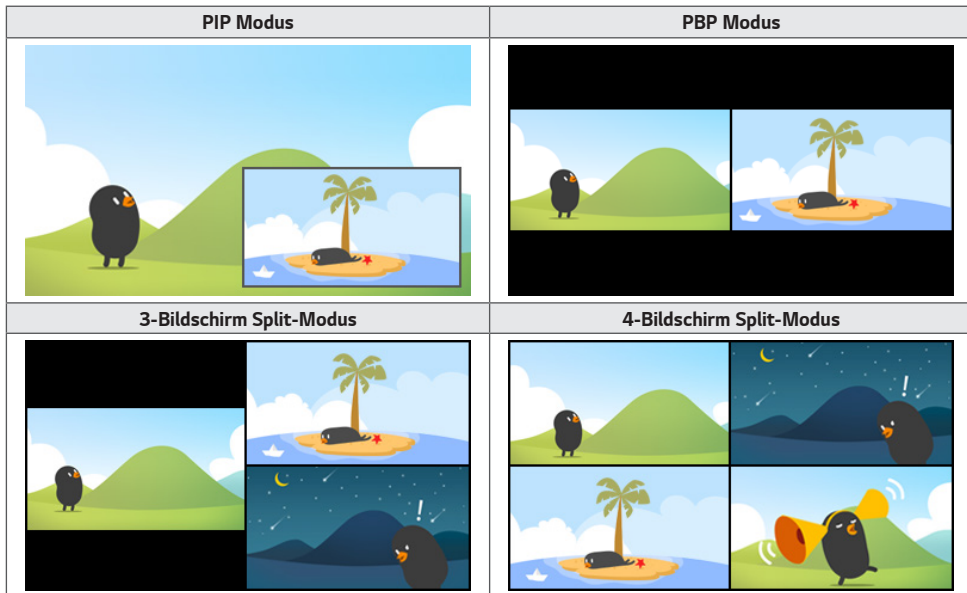 PIP Modus
PBP Modus
3-Bildschirm Split-Modus
4-Bildschirm Split-Modus